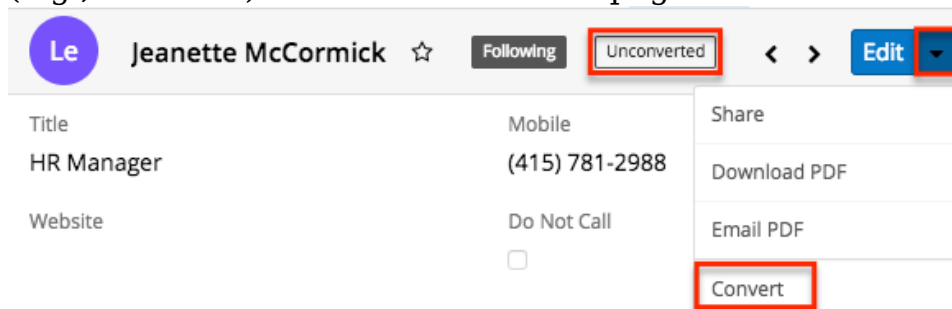 Le Jeanette McCormick ☆ Following Unconverted < > Edit
Title Mobile Share
HR Manager (415) 781-2988
Download PDF
Website Do Not Call Email PDF
Convert